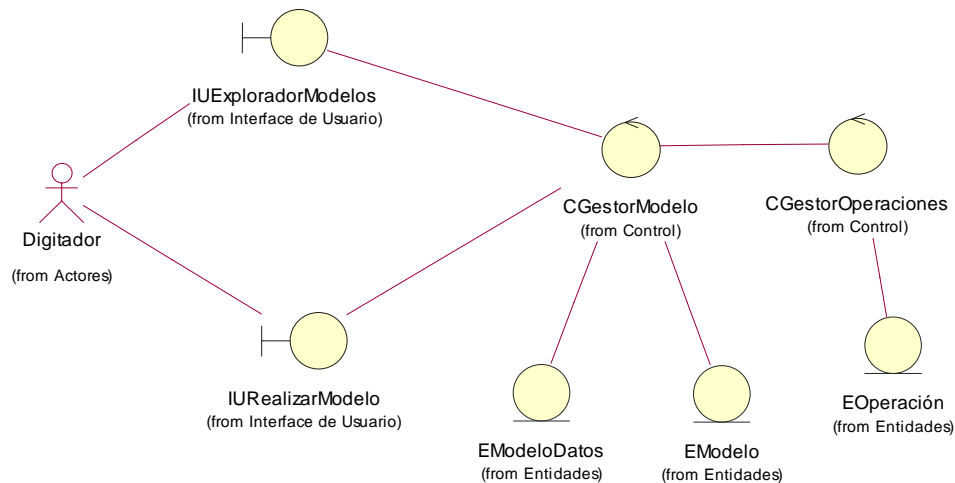 IUExploradorModelos
(from Interface de Usuario)
Digitador
(from Actores)
CGestorModelo
(from Control)
CGestorOperaciones
(from Control)
IURealizarModelo
(from Interface de Usuario)
EModeloDatos
(from Entidades)
EModelo
(from Entidades)
EOperación
(from Entidades)